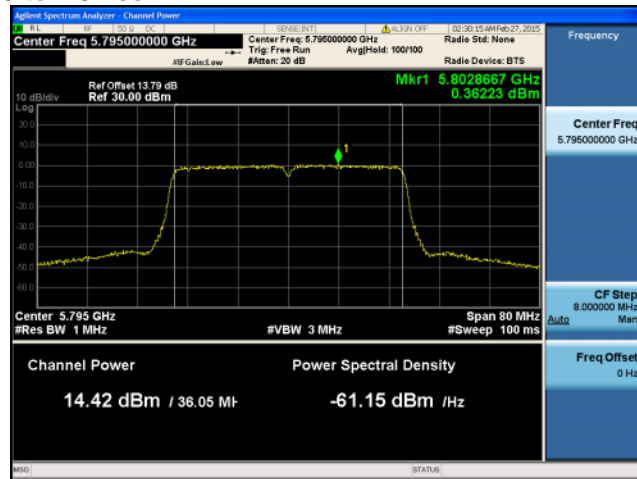 Agilent Spectrum Analyzer - Channel Power
RL RF 50 Ω DC SENSE:INT ALIGN OFF 02:30:15 AM Feb 27, 2015
Center Freq 5.795000000 GHz
Center Freq: 5.795000000 GHz
Radio Std: None
Trig: Free Run Avg|Hold: 100/100
#IFGain:Low #Atten: 20 dB Radio Device: BTS
Mkr1 5.8028667 GHz
0.36223 dBm
Ref Offset 13.79 dB
10 dB/div Ref 30.00 dBm
Log
20.0
1
10.0
0.00
-10.0
-20.0
-30.0
-40.0
-50.0
-60.0
Center 5.795 GHz Span 80 MHz
#Res BW 1 MHz #VBW 3 MHz #Sweep 100 ms
Channel Power Power Spectral Density
14.42 dBm / 36.05 MH -61.15 dBm /Hz
MSG STATUS
Frequency
Center Freq
5.795000000 GHz
CF Step
8.000000 MHz
Auto Man
Freq Offset
0 Hz